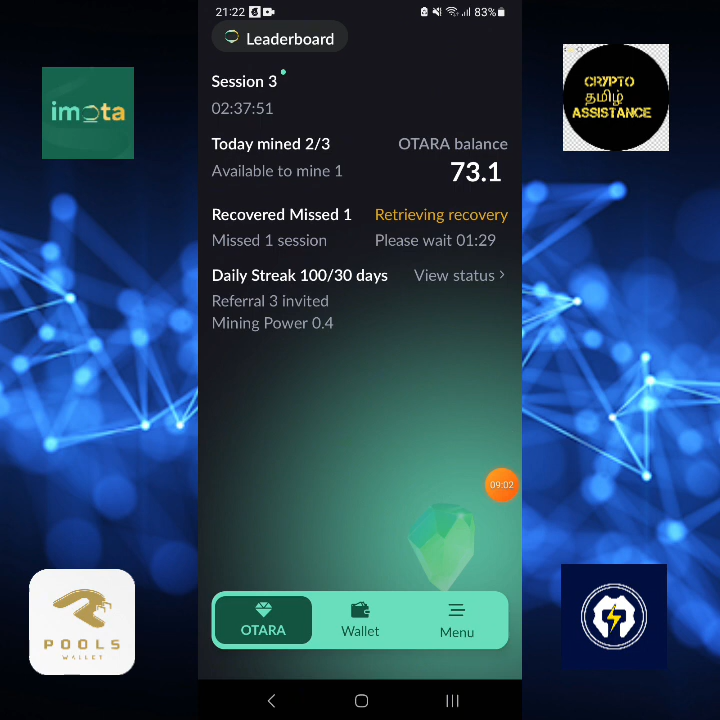 21:22
83%
Leaderboard
Session 3
02:37:51
Today mined 2/3
OTARA balance
Available to mine 1
73.1
Recovered Missed 1
Retrieving recovery
Missed 1 session
Please wait 01:29
Daily Streak 100/30 days
View status >
Referral 3 invited
Mining Power 0.4
09:02
OTARA
Wallet
Menu
imota
CRYPTO
தமிழ்
ASSISTANCE
POOLS
WALLET